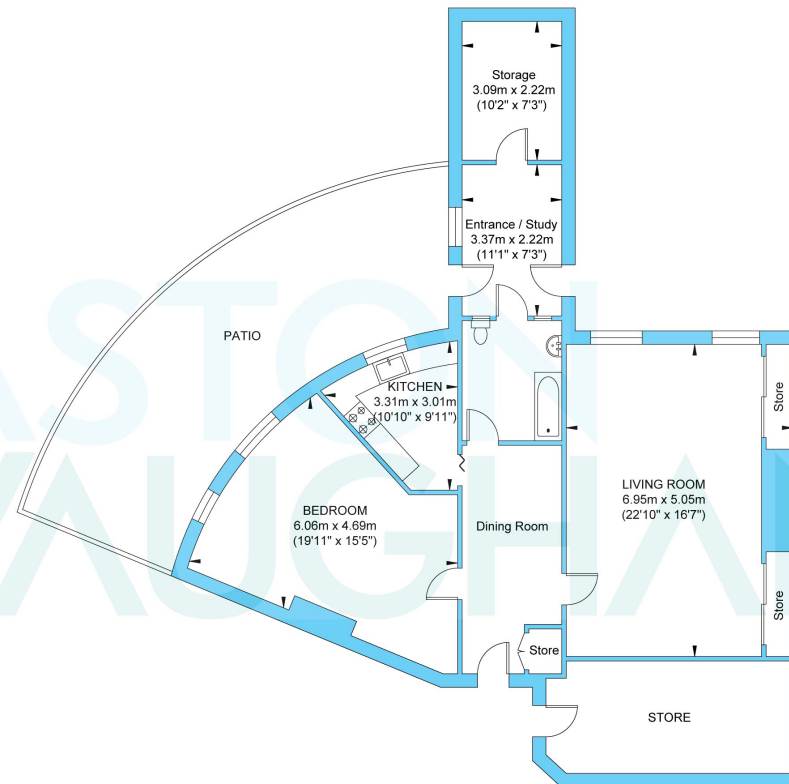 Storage
3.09m x 2.22m
(10'2" x 7'3")
Entrance / Study
3.37m x 2.22m
(11'1" x 7'3")
PATIO
KITCHEN
3.31m x 3.01m
(10'10" x 9'11")
Store
LIVING ROOM
6.95m x 5.05m
(22'10" x 16'7")
BEDROOM
6.06m x 4.69m
(19'11" x 15'5")
Dining Room
Store
Store
STORE
ASTON
VAUGHAN